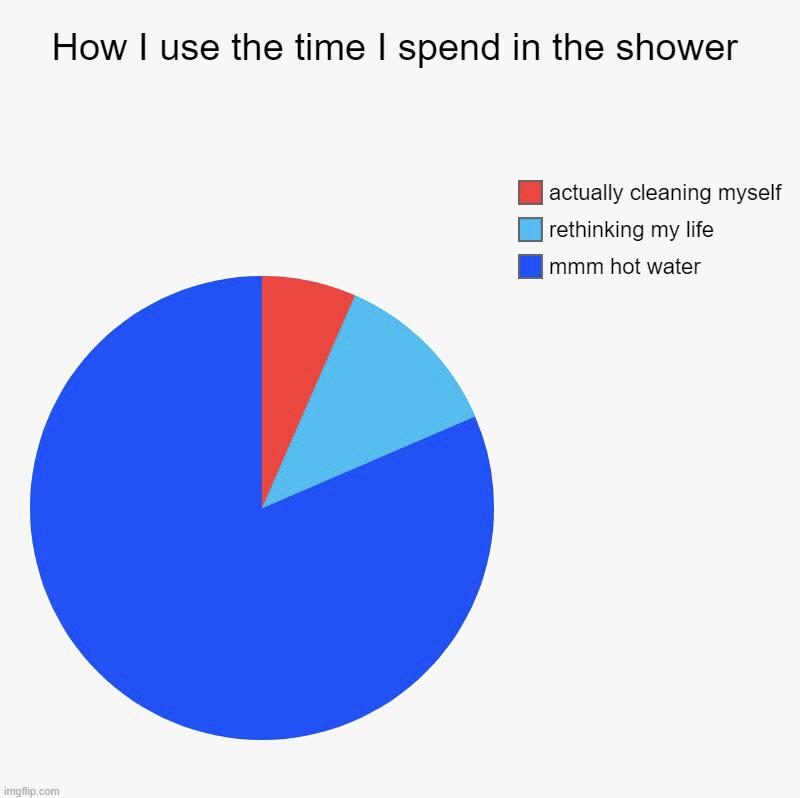 How I use the time I spend in the shower
actually cleaning myself
rethinking my life
mmm hot water
imgflip.com